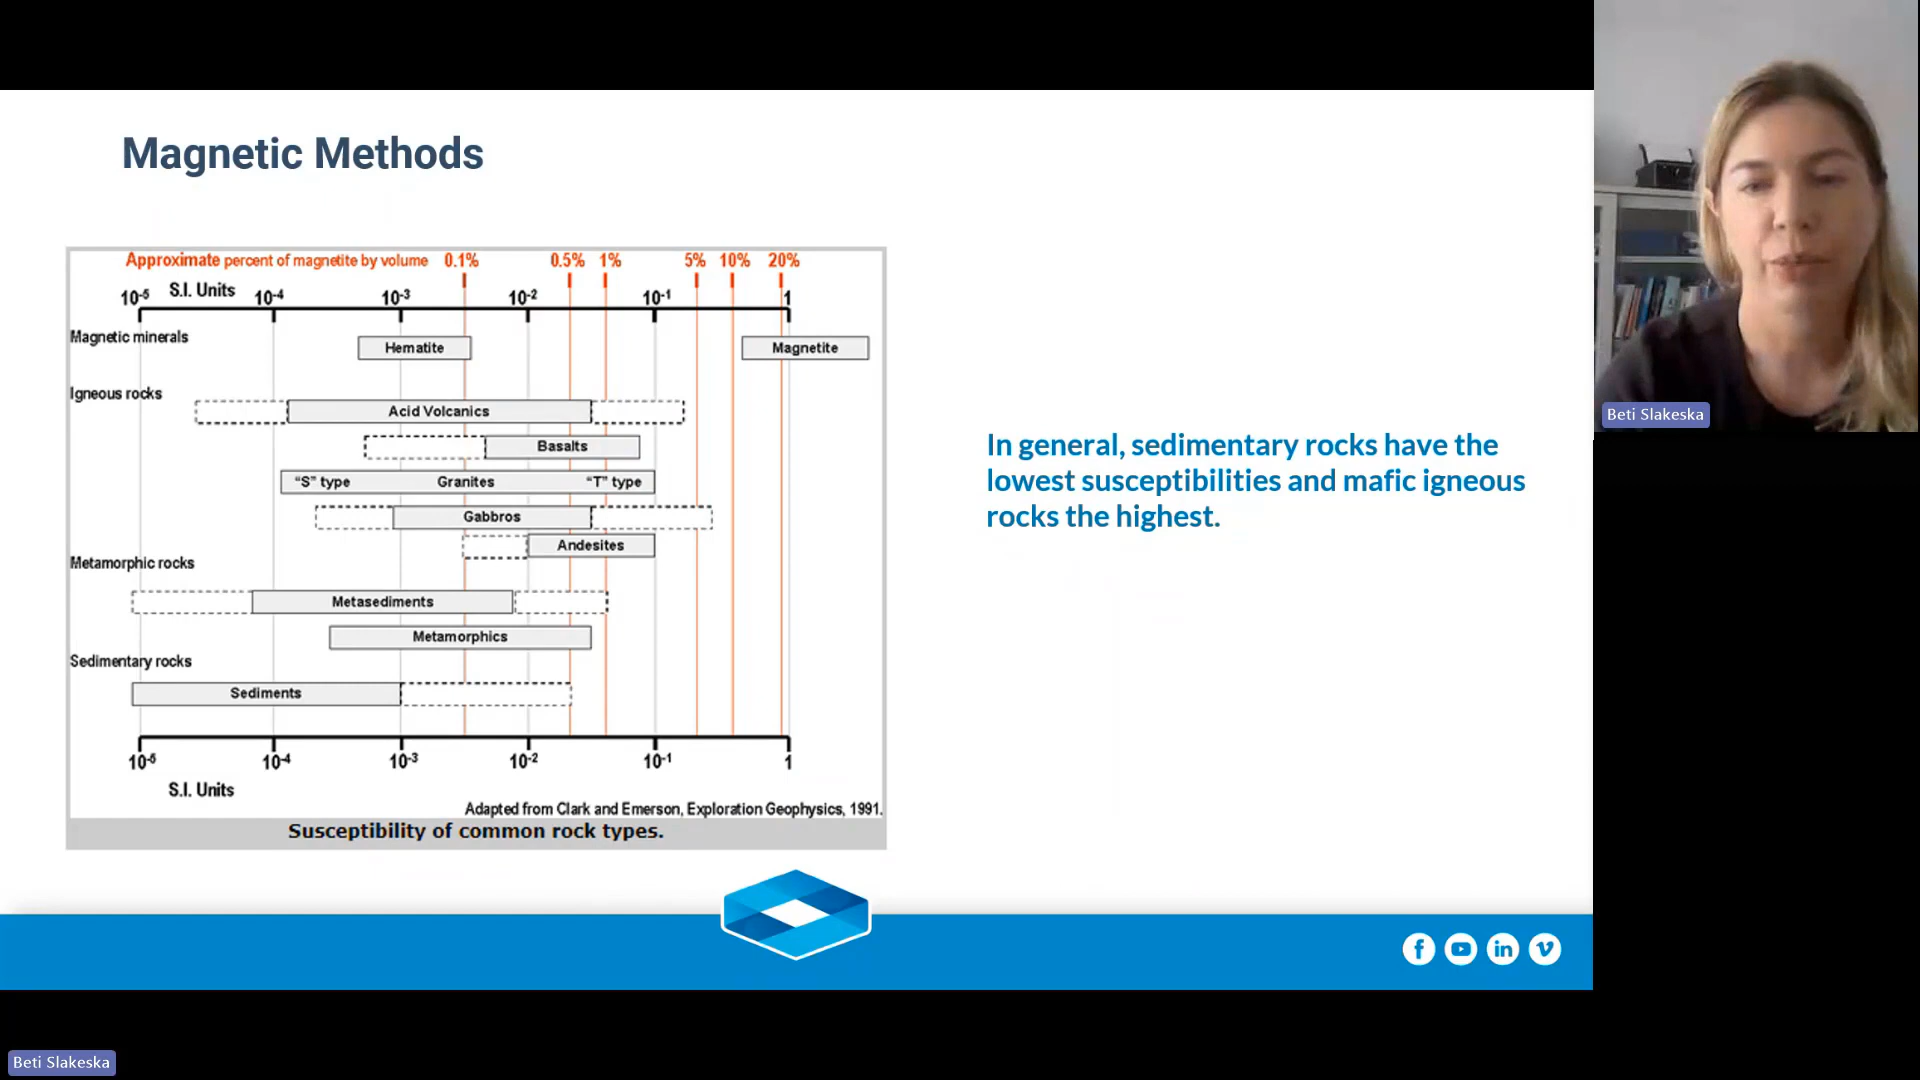 Magnetic Methods
Approximate percent of magnetite by volume 0.1% 0.5% 1% 5% 10% 20%
10-5 S.I. Units 10-4 10-3 10-2 10-1 1
Magnetic minerals
Hematite Magnetite
Igneous rocks
Acid Volcanics
Basalts
"S" type Granites "T" type
Gabbros
Andesites
Metamorphic rocks
Metasediments
Metamorphics
Sedimentary rocks
Sediments
10-5 10-4 10-3 10-2 10-1 1
S.I. Units
Adapted from Clark and Emerson, Exploration Geophysics, 1991.
Susceptibility of common rock types.
In general, sedimentary rocks have the
lowest susceptibilities and mafic igneous
rocks the highest.
Beti Slakeska
Beti Slakeska